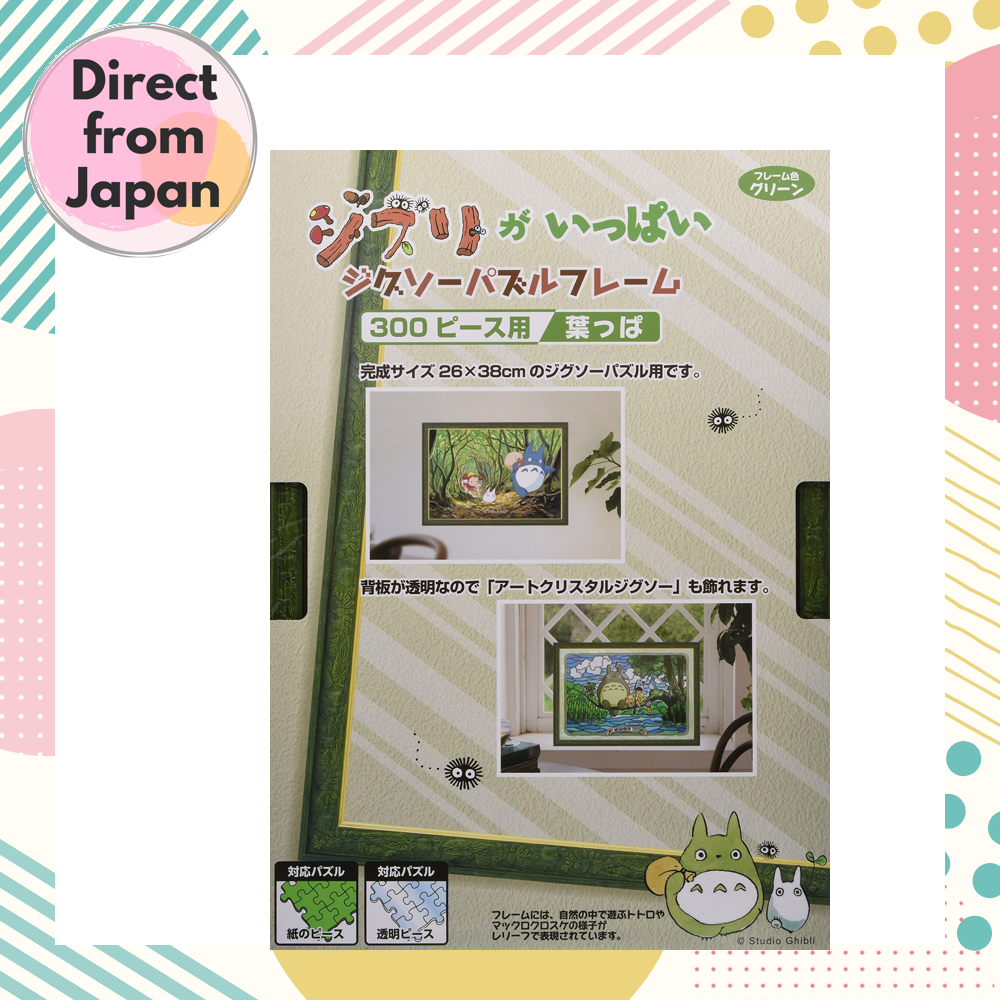 Direct
from
Japan
フレーム色
グリーン
ジブリ が いっぱい
ジグソーパズルフレーム
300 ピース用 葉っぱ
完成サイズ 26×38cm のジグソーパズル用です。
背板が透明なので「アートクリスタルジグソー」も飾れます。
対応パズル
紙のピース
対応パズル
透明ピース
フレームには、自然の中で遊ぶトトロや
マックロクロスケの様子が
レリーフで表現されています。
© Studio Ghibli